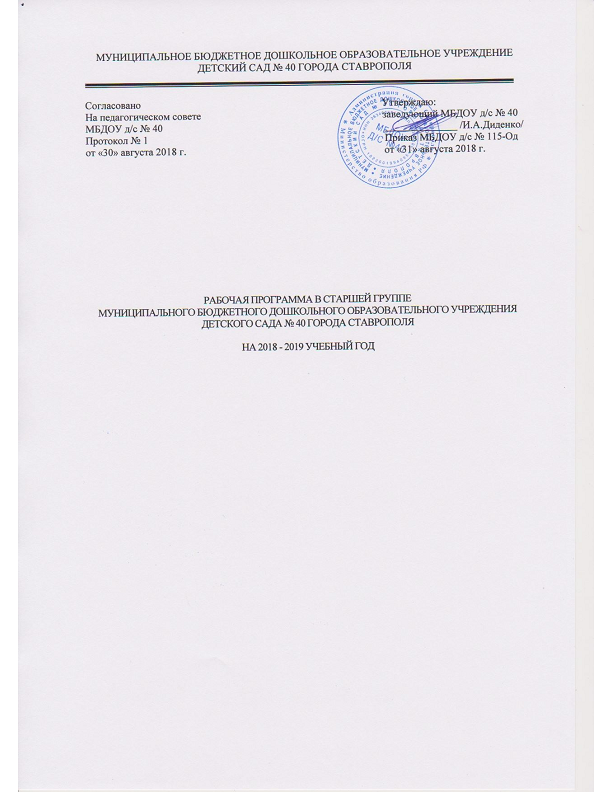 МУНИЦИПАЛЬНОЕ БЮДЖЕТНОЕ ДОШКОЛЬНОЕ ОБРАЗОВАТЕЛЬНОЕ УЧРЕЖДЕНИЕ
ДЕТСКИЙ САД № 40 ГОРОДА СТАВРОПОЛЯ
Согласовано
На педагогическом совете
МБДОУ д/с № 40
Протокол № 1
от «30» августа 2018 г.
Утверждаю:
заведующий МБДОУ д/с № 40
/И.А.Диденко/
Приказ МБДОУ д/с № 115-Од
от «31» августа 2018 г.
РАБОЧАЯ ПРОГРАММА В СТАРШЕЙ ГРУППЕ
МУНИЦИПАЛЬНОГО БЮДЖЕТНОГО ДОШКОЛЬНОГО ОБРАЗОВАТЕЛЬНОГО УЧРЕЖДЕНИЯ
ДЕТСКОГО САДА № 40 ГОРОДА СТАВРОПОЛЯ
НА 2018 - 2019 УЧЕБНЫЙ ГОД